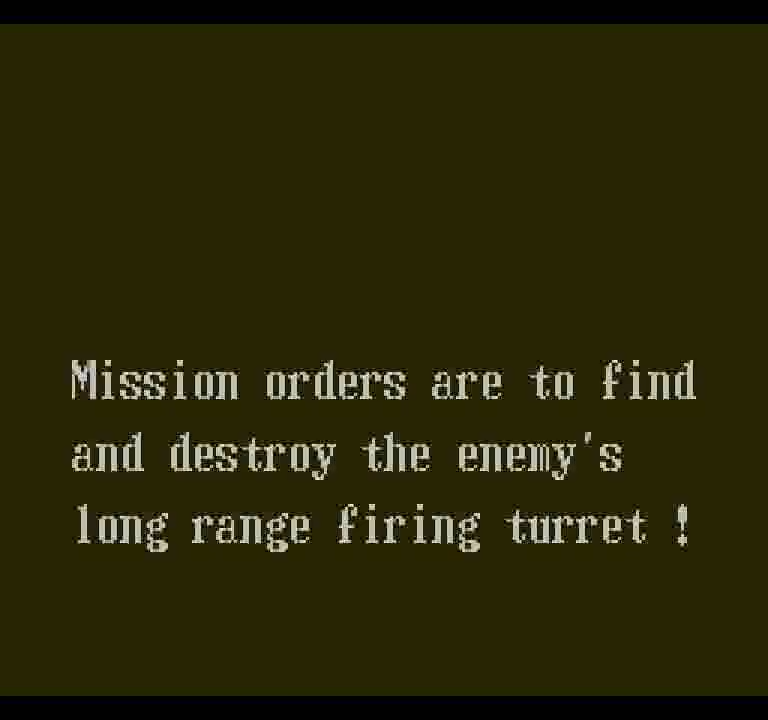 Mission orders are to find
and destroy the enemy's
long range firing turret !